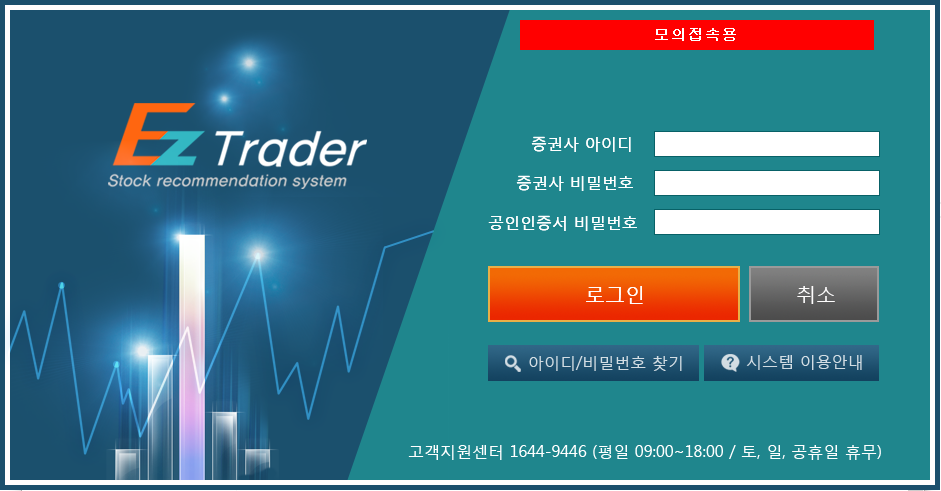 모의접속용
Ez Trader
Stock recommendation system
증권사 아이디
증권사 비밀번호
공인인증서 비밀번호
로그인
취소
아이디/비밀번호 찾기
시스템 이용안내
고객지원센터 1644-9446 (평일 09:00~18:00 / 토, 일, 공휴일 휴무)